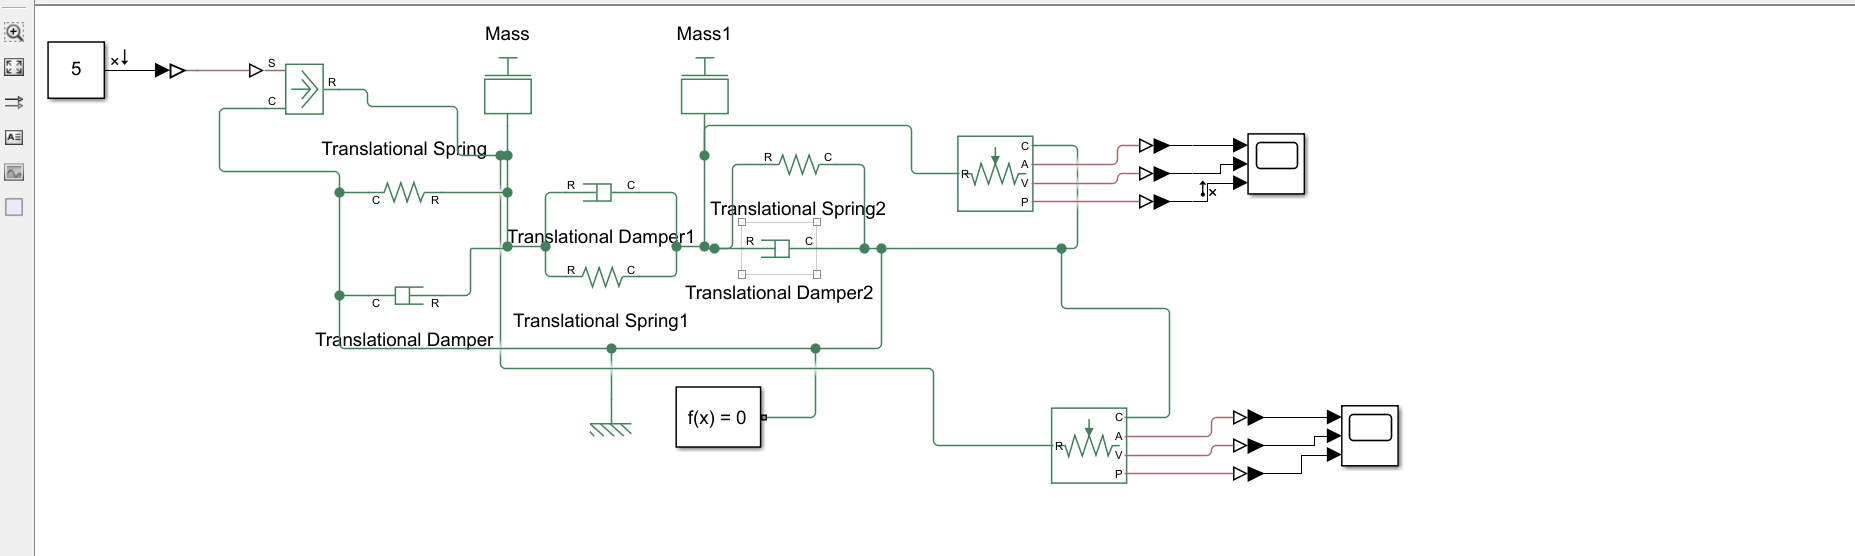 Mass
Mass1
5
S
R
C
Translational Spring
C
R
R
C
Translational Damper1
R
C
R
C
Translational Spring2
R
C
Translational Damper2
Translational Spring1
C
R
Translational Damper
R
C
A
V
P
f(x) = 0
R
C
A
V
P